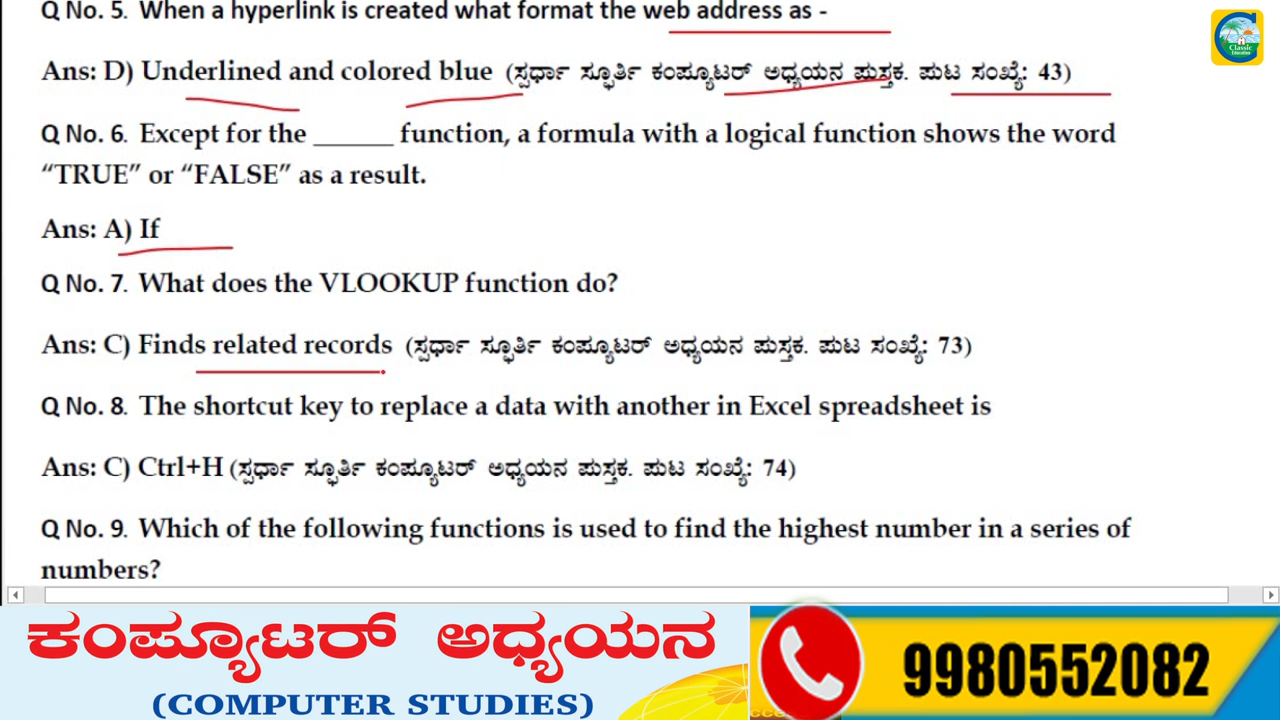 Q No. 5. When a hyperlink is created what format the web address as -
Ans: D) Underlined and colored blue (ಸ್ಪರ್ಧಾ ಸ್ಫೂರ್ತಿ ಕಂಪ್ಯೂಟರ್ ಅಧ್ಯಯನ ಪುಸ್ತಕ. ಪುಟ ಸಂಖ್ಯೆ: 43)
Q No. 6. Except for the ______ function, a formula with a logical function shows the word
“TRUE” or “FALSE” as a result.
Ans: A) If
Q No. 7. What does the VLOOKUP function do?
Ans: C) Finds related records (ಸ್ಪರ್ಧಾ ಸ್ಫೂರ್ತಿ ಕಂಪ್ಯೂಟರ್ ಅಧ್ಯಯನ ಪುಸ್ತಕ. ಪುಟ ಸಂಖ್ಯೆ: 73)
Q No. 8. The shortcut key to replace a data with another in Excel spreadsheet is
Ans: C) Ctrl+H (ಸ್ಪರ್ಧಾ ಸ್ಫೂರ್ತಿ ಕಂಪ್ಯೂಟರ್ ಅಧ್ಯಯನ ಪುಸ್ತಕ. ಪುಟ ಸಂಖ್ಯೆ: 74)
Q No. 9. Which of the following functions is used to find the highest number in a series of
numbers?
ಕಂಪ್ಯೂಟರ್ ಅಧ್ಯಯನ
(COMPUTER STUDIES)
9980552082
Classic
Education